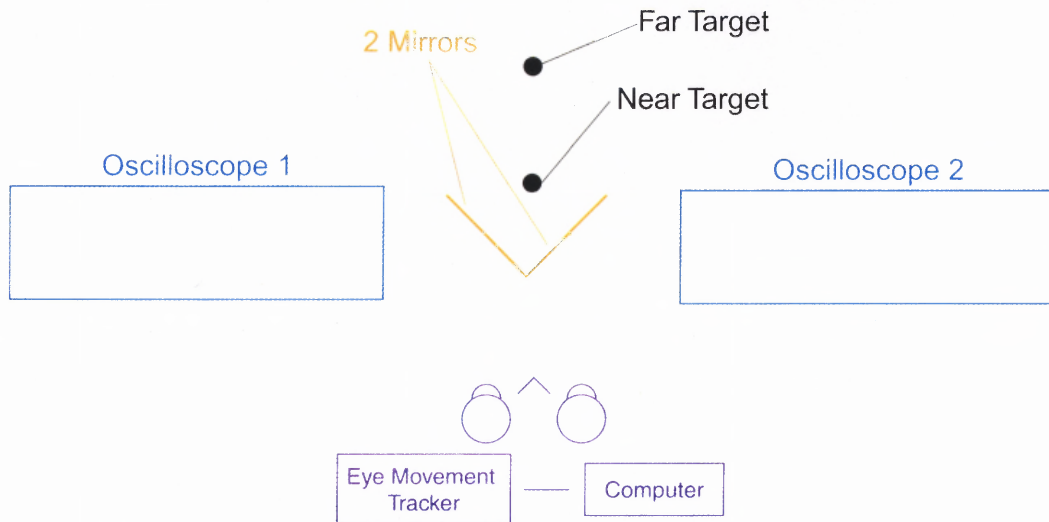 Far Target
2 Mirrors
Near Target
Oscilloscope 1
Oscilloscope 2
Eye Movement
Tracker
Computer